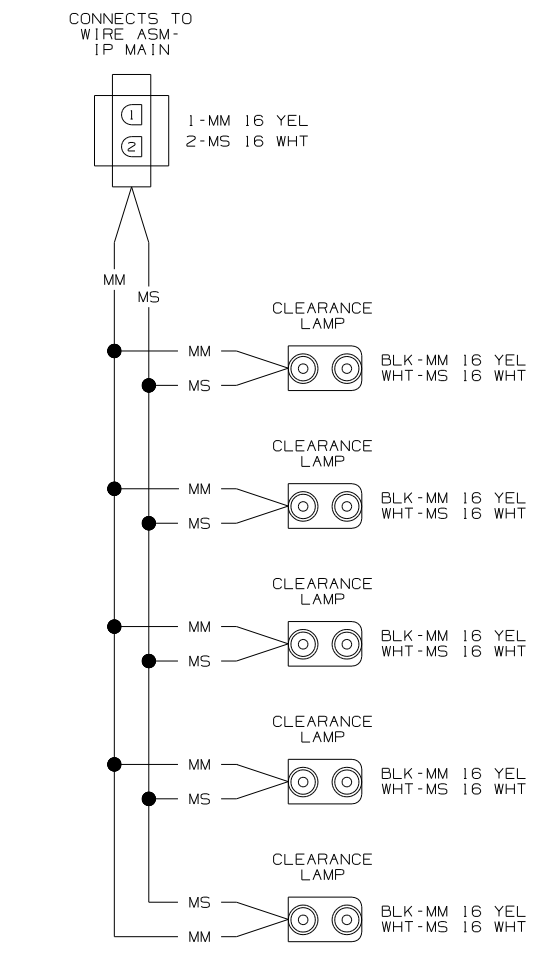 CONNECTS TO
WIRE ASM-
IP MAIN
1
2
1-MM 16 YEL
2-MS 16 WHT
MM
MS
CLEARANCE
LAMP
MM
MS
BLK-MM 16 YEL
WHT-MS 16 WHT
CLEARANCE
LAMP
MM
MS
BLK-MM 16 YEL
WHT-MS 16 WHT
CLEARANCE
LAMP
MM
MS
BLK-MM 16 YEL
WHT-MS 16 WHT
CLEARANCE
LAMP
MM
MS
BLK-MM 16 YEL
WHT-MS 16 WHT
CLEARANCE
LAMP
MS
MM
BLK-MM 16 YEL
WHT-MS 16 WHT